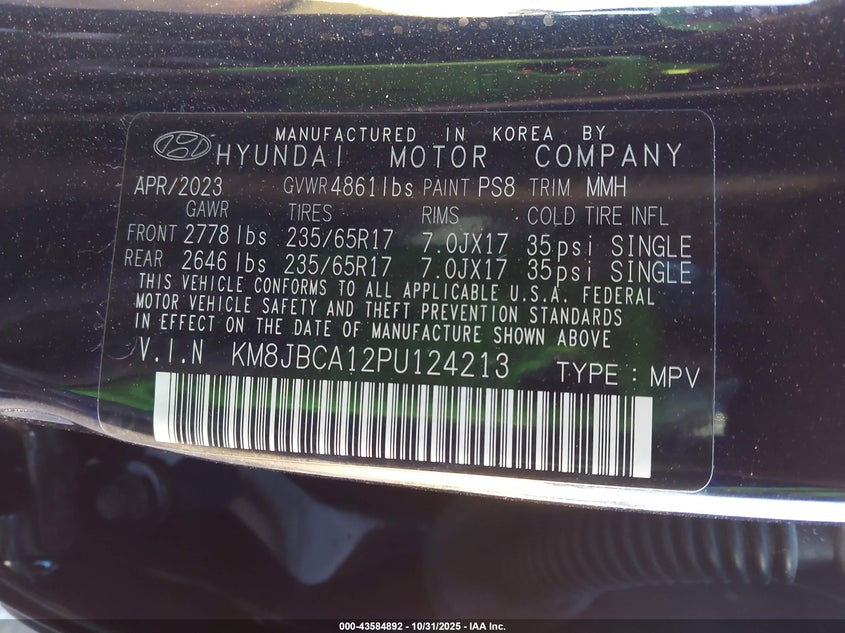 MANUFACTURED IN KOREA BY
HYUNDAI MOTOR COMPANY
APR/2023 GVWR 4861lbs PAINT PS8 TRIM MMH
GAWR TIRES RIMS COLD TIRE INFL
FRONT 2778lbs 235/65R17 7.0JX17 35psi SINGLE
REAR 2646lbs 235/65R17 7.0JX17 35psi SINGLE
THIS VEHICLE CONFORMS TO ALL APPLICABLE U.S.A. FEDERAL
MOTOR VEHICLE SAFETY AND THEFT PREVENTION STANDARDS
IN EFFECT ON THE DATE OF MANUFACTURE SHOWN ABOVE
V.I.N KM8JBCA12PU124213 TYPE : MPV
000-43584892 - 10/31/2025 - IAA Inc.